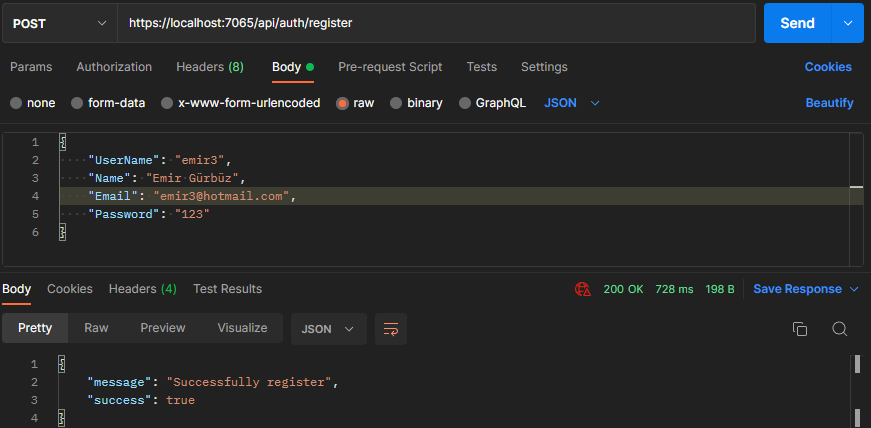 POST https://localhost:7065/api/auth/register Send
Params Authorization Headers (8) Body Pre-request Script Tests Settings Cookies
none form-data x-www-form-urlencoded raw binary GraphQL JSON Beautify
1 {
2 "UserName": "emir3",
3 "Name": "Emir Gürbüz",
4 "Email": "emir3@hotmail.com",
5 "Password": "123"
6 }
Body Cookies Headers (4) Test Results 200 OK 728 ms 198 B Save Response
Pretty Raw Preview Visualize JSON
1 {
2 "message": "Successfully register",
3 "success": true
4 }